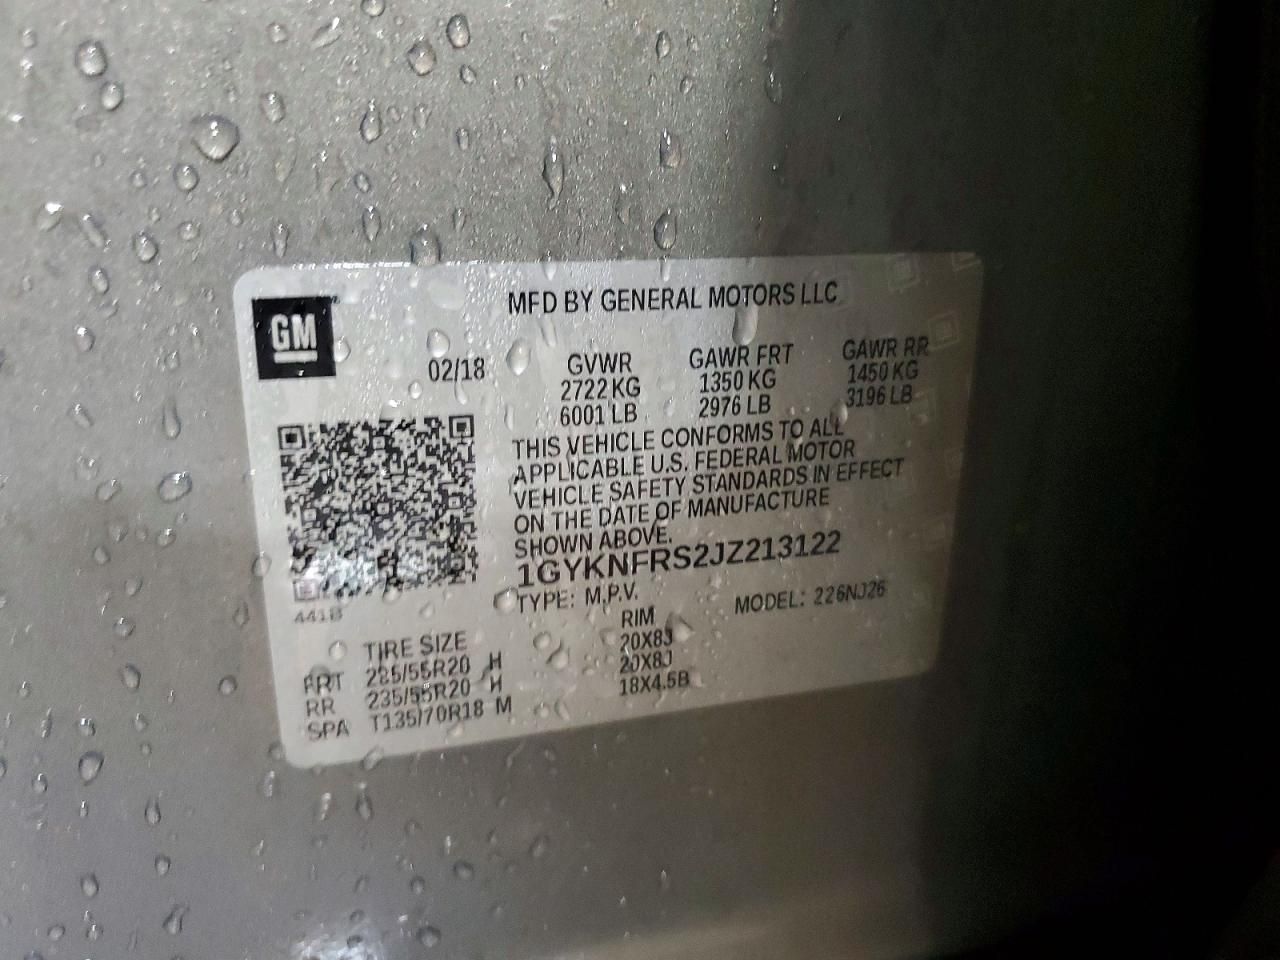 GM
MFD BY GENERAL MOTORS LLC
02/18
GVWR GAWR FRT GAWR RR
2722 KG 1350 KG 1450 KG
6001 LB 2976 LB 3196 LB
THIS VEHICLE CONFORMS TO ALL
APPLICABLE U.S. FEDERAL MOTOR
VEHICLE SAFETY STANDARDS IN EFFECT
ON THE DATE OF MANUFACTURE
SHOWN ABOVE.
1GYKNFRS2JZ213122
TYPE: M.P.V. MODEL: 226NJ26
441B
TIRE SIZE RIM
FRT 235/55R20 H 20X8J
RR 235/55R20 H 20X8J
SPA T135/70R18 M 18X4.5B